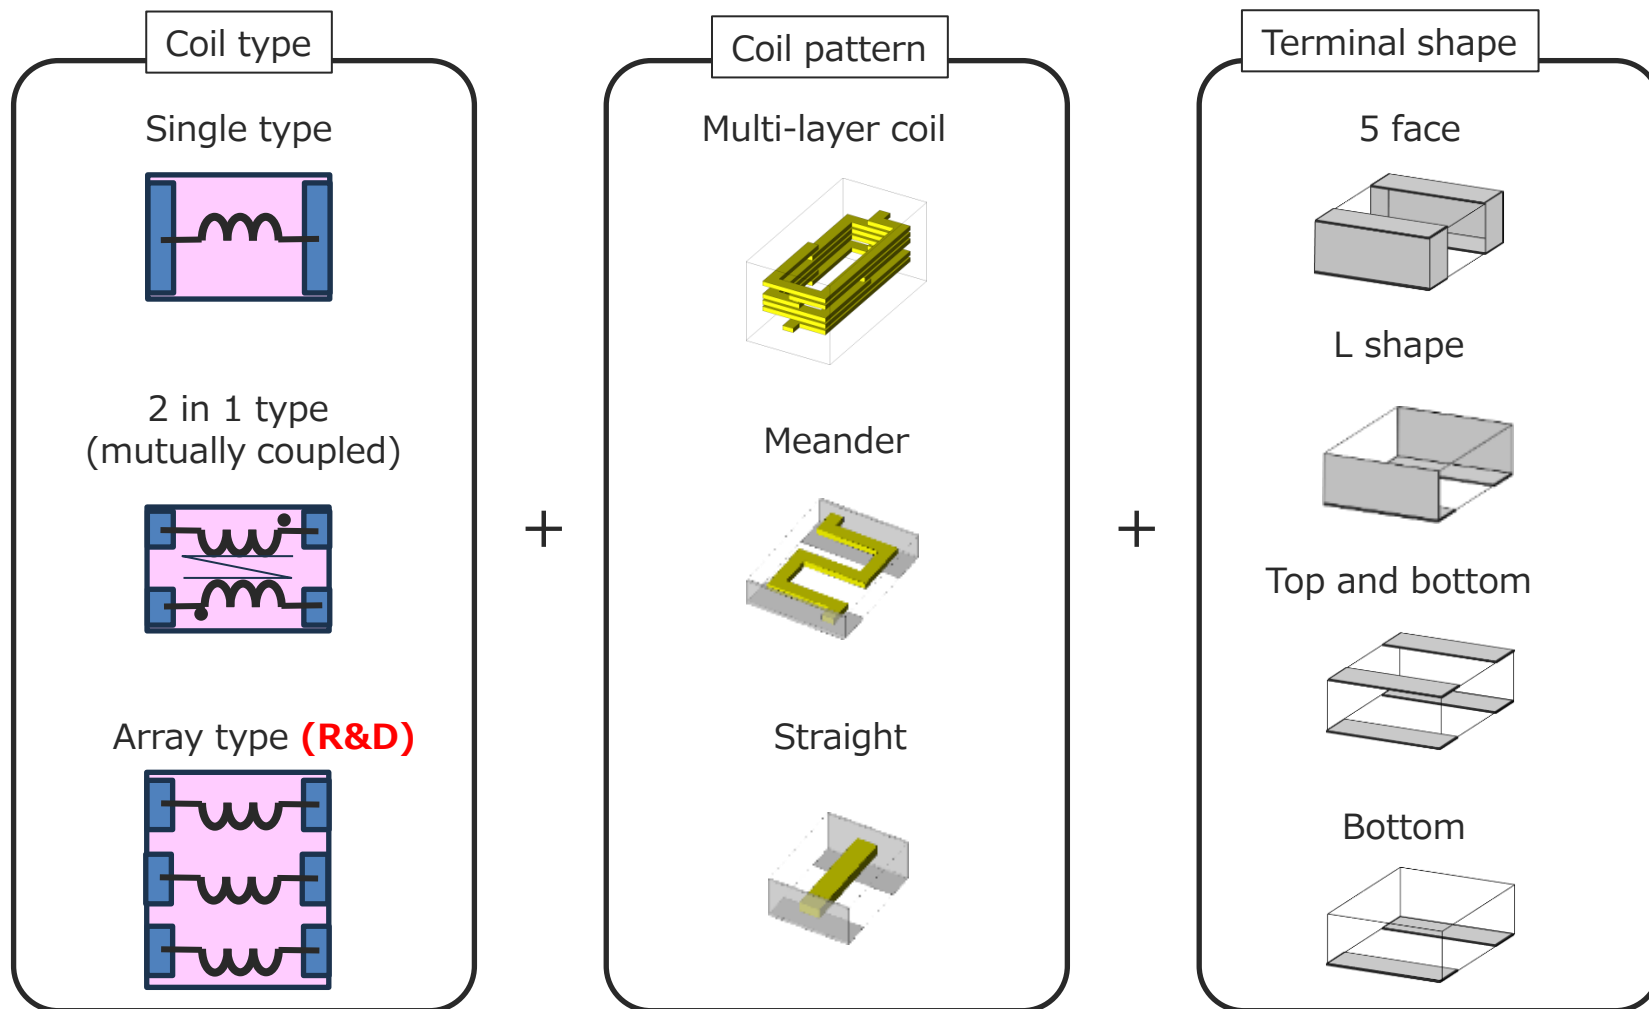 Coil type
Single type
2 in 1 type
(mutually coupled)
Array type (R&D)
+
Coil pattern
Multi-layer coil
Meander
Straight
+
Terminal shape
5 face
L shape
Top and bottom
Bottom